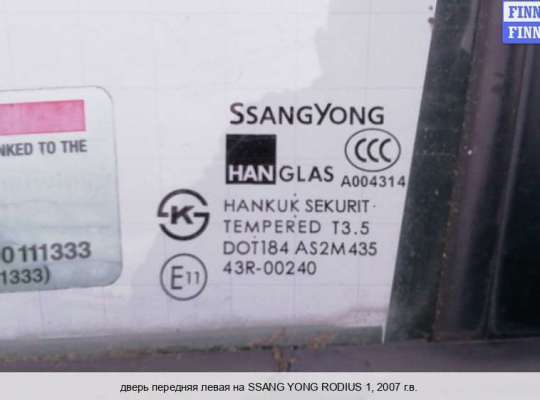 FINN
FINN
SSANGYONG
HANGLAS
CCC
A004314
NKED TO THE
K
S
HANKUK SEKURIT
TEMPERED T3.5
DOT184 AS2M435
0111333
1333)
E11
43R-00240
дверь передняя левая на SSANG YONG RODIUS 1, 2007 г.в.